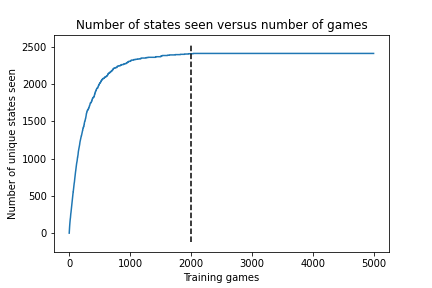 Number of states seen versus number of games
Number of unique states seen
2500
2000
1500
1000
500
0
0 1000 2000 3000 4000 5000
Training games